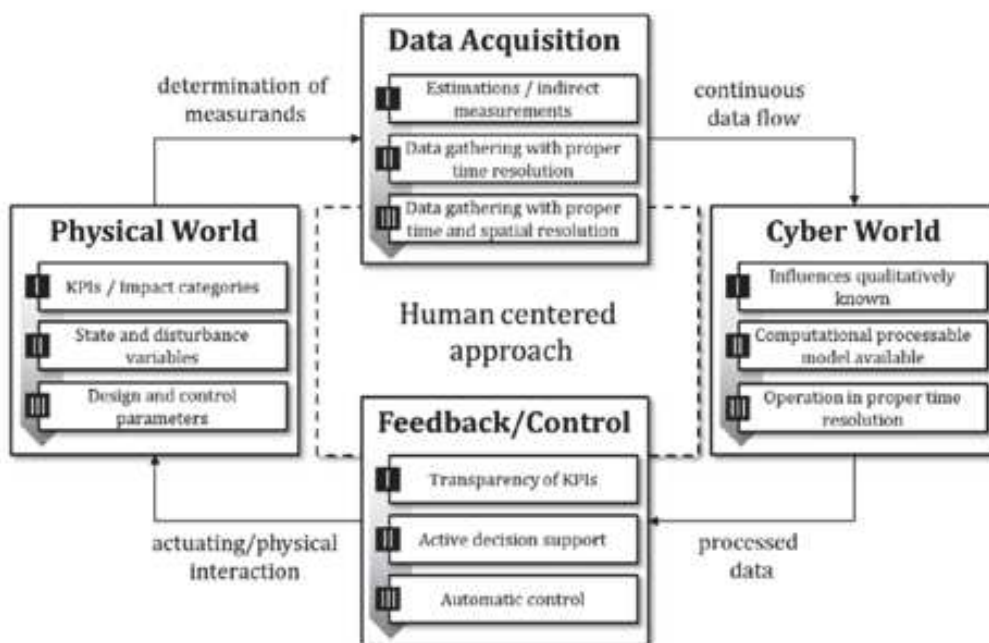 Data Acquisition
I
Estimations / indirect
measurements
II
Data gathering with proper
time resolution
III
Data gathering with proper
time and spatial resolution
determination of
measurands
continuous
data flow
Physical World
I
KPIs / impact categories
II
State and disturbance
variables
III
Design and control
parameters
Human centered
approach
Cyber World
I
Influences qualitatively
known
II
Computational processable
model available
III
Operation in proper time
resolution
Feedback/Control
I
Transparency of KPIs
II
Active decision support
III
Automatic control
actuating/physical
interaction
processed
data